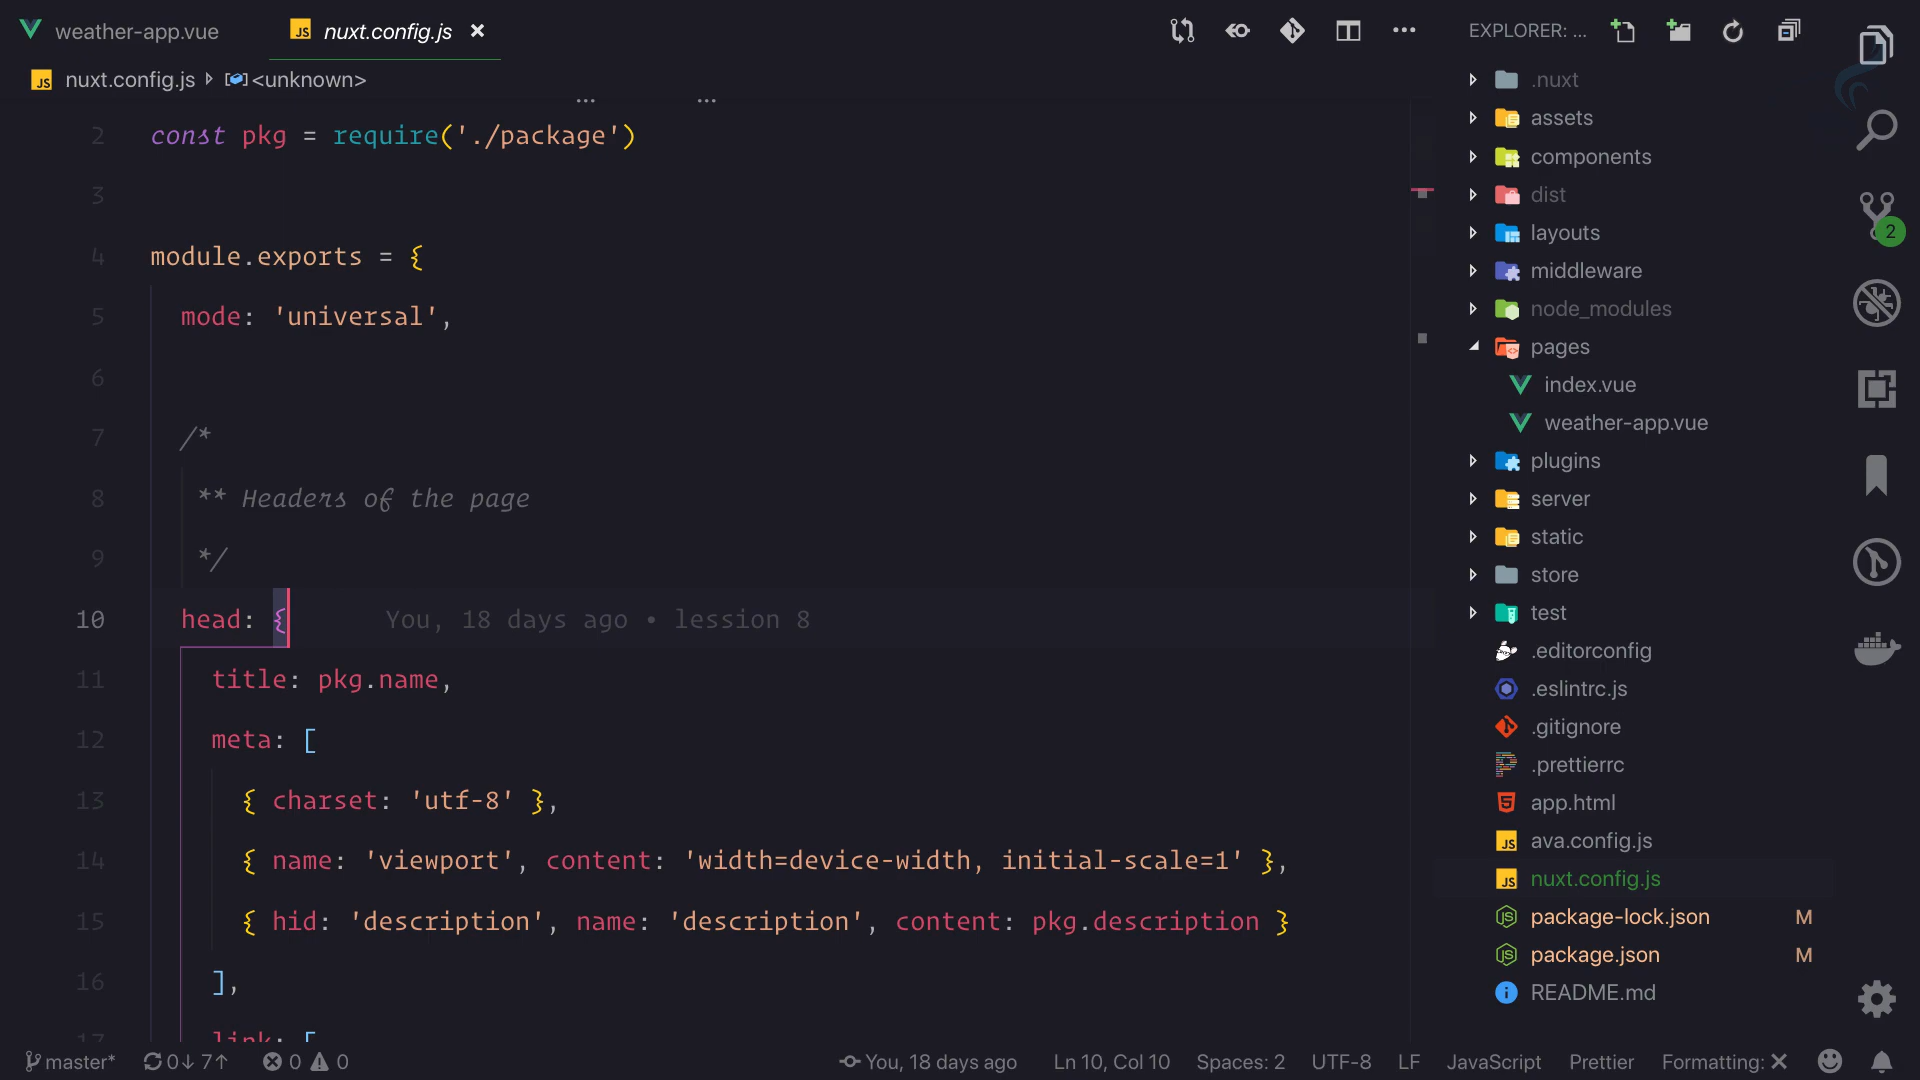 weather-app.vue
nuxt.config.js
EXPLORER: ...
nuxt.config.js
<unknown>
2 const pkg = require('./package')
3
4 module.exports = {
5 mode: 'universal',
6
7 /*
8 ** Headers of the page
9 */
10 head: { You, 18 days ago • lession 8
11 title: pkg.name,
12 meta: [
13 { charset: 'utf-8' },
14 { name: 'viewport', content: 'width=device-width, initial-scale=1' },
15 { hid: 'description', name: 'description', content: pkg.description }
16 ],
17 link: [
.nuxt
assets
components
dist
layouts
middleware
node_modules
pages
index.vue
weather-app.vue
plugins
server
static
store
test
.editorconfig
.eslintrc.js
.gitignore
.prettierrc
app.html
ava.config.js
nuxt.config.js
package-lock.json M
package.json M
README.md
2
master* 0↓ 7↑ 0 0 You, 18 days ago Ln 10, Col 10 Spaces: 2 UTF-8 LF JavaScript Prettier Formatting: ✕